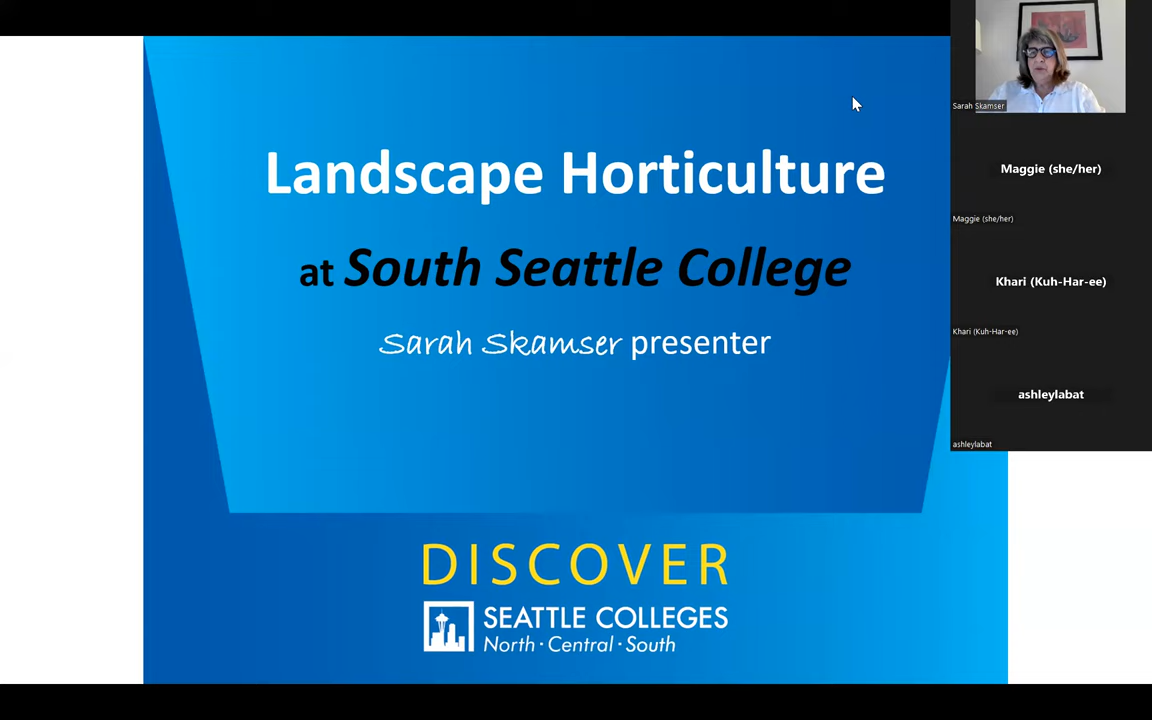 Landscape Horticulture
at South Seattle College
Sarah Skamser presenter
DISCOVER
SEATTLE COLLEGES
North · Central · South
Sarah Skamser
Maggie (she/her)
Maggie (she/her)
Khari (Kuh-Har-ee)
Khari (Kuh-Har-ee)
ashleylabat
ashleylabat